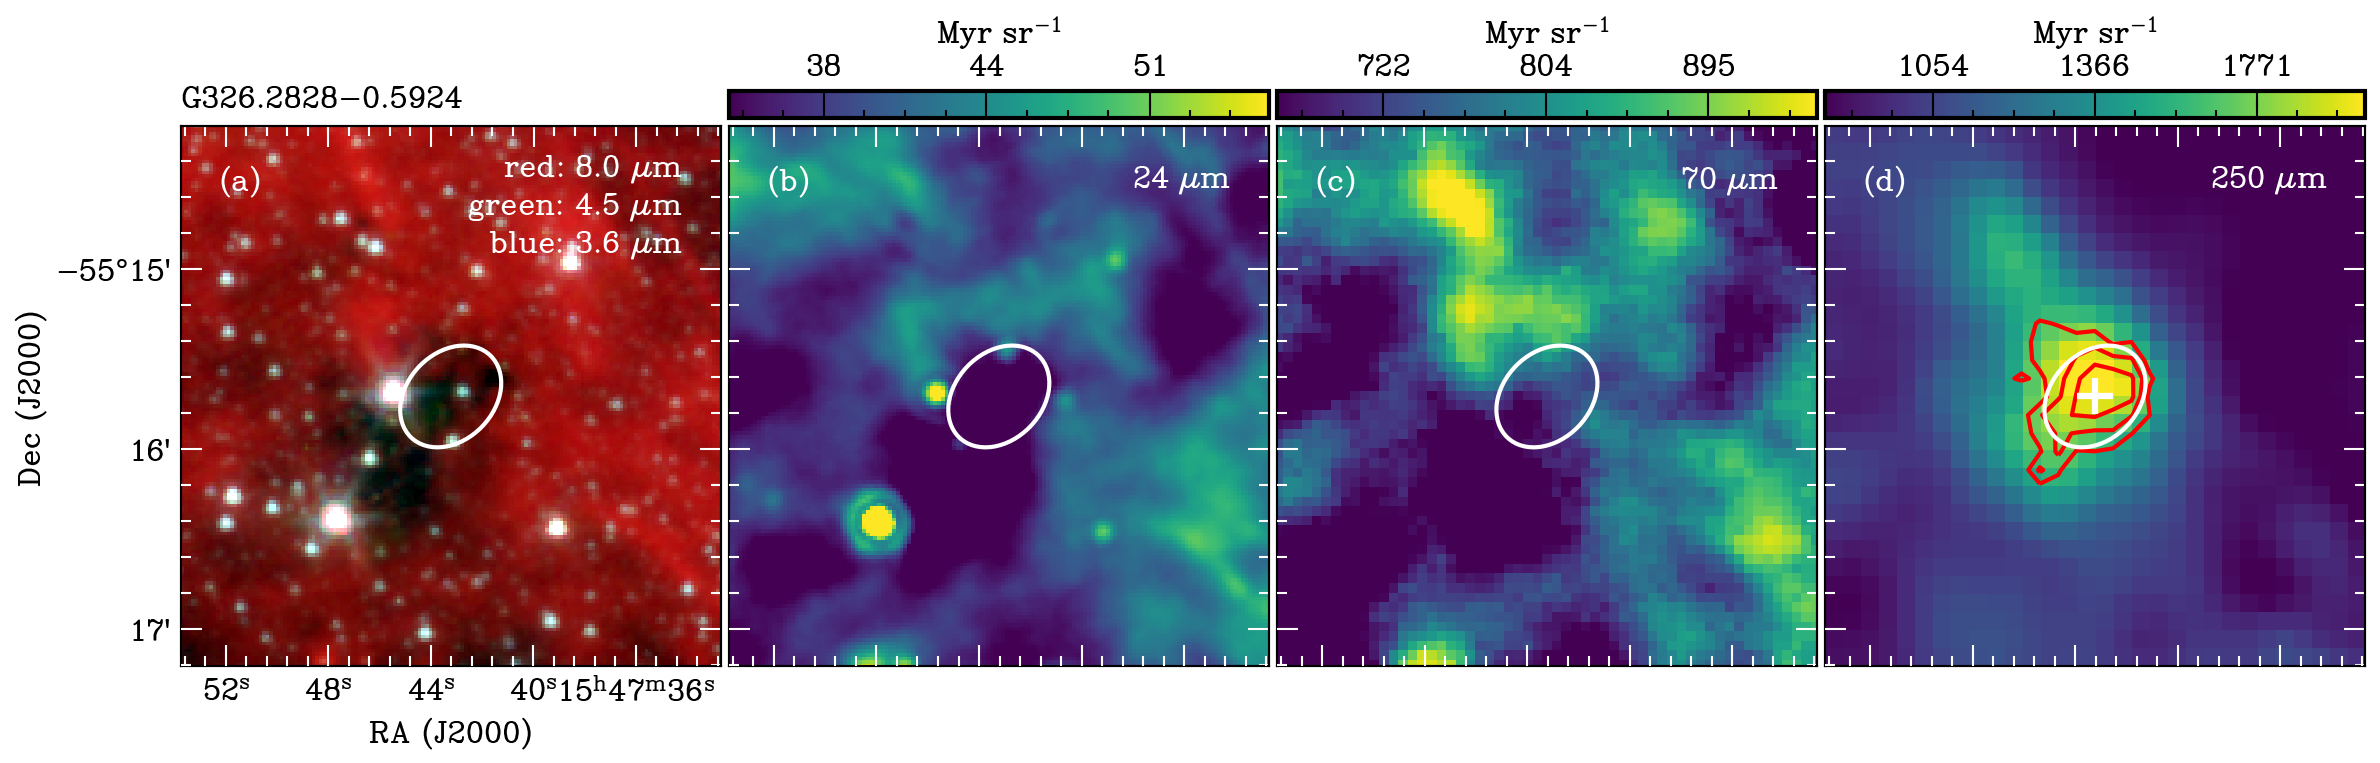 G326.2828−0.5924
(a)
red: 8.0 μm
green: 4.5 μm
blue: 3.6 μm
−55°15'
16'
17'
Dec (J2000)
52ˢ 48ˢ 44ˢ 40ˢ 15ʰ47ᵐ36ˢ
RA (J2000)
Myr sr⁻¹
38 44 51
(b)
24 μm
Myr sr⁻¹
722 804 895
(c)
70 μm
Myr sr⁻¹
1054 1366 1771
(d)
250 μm